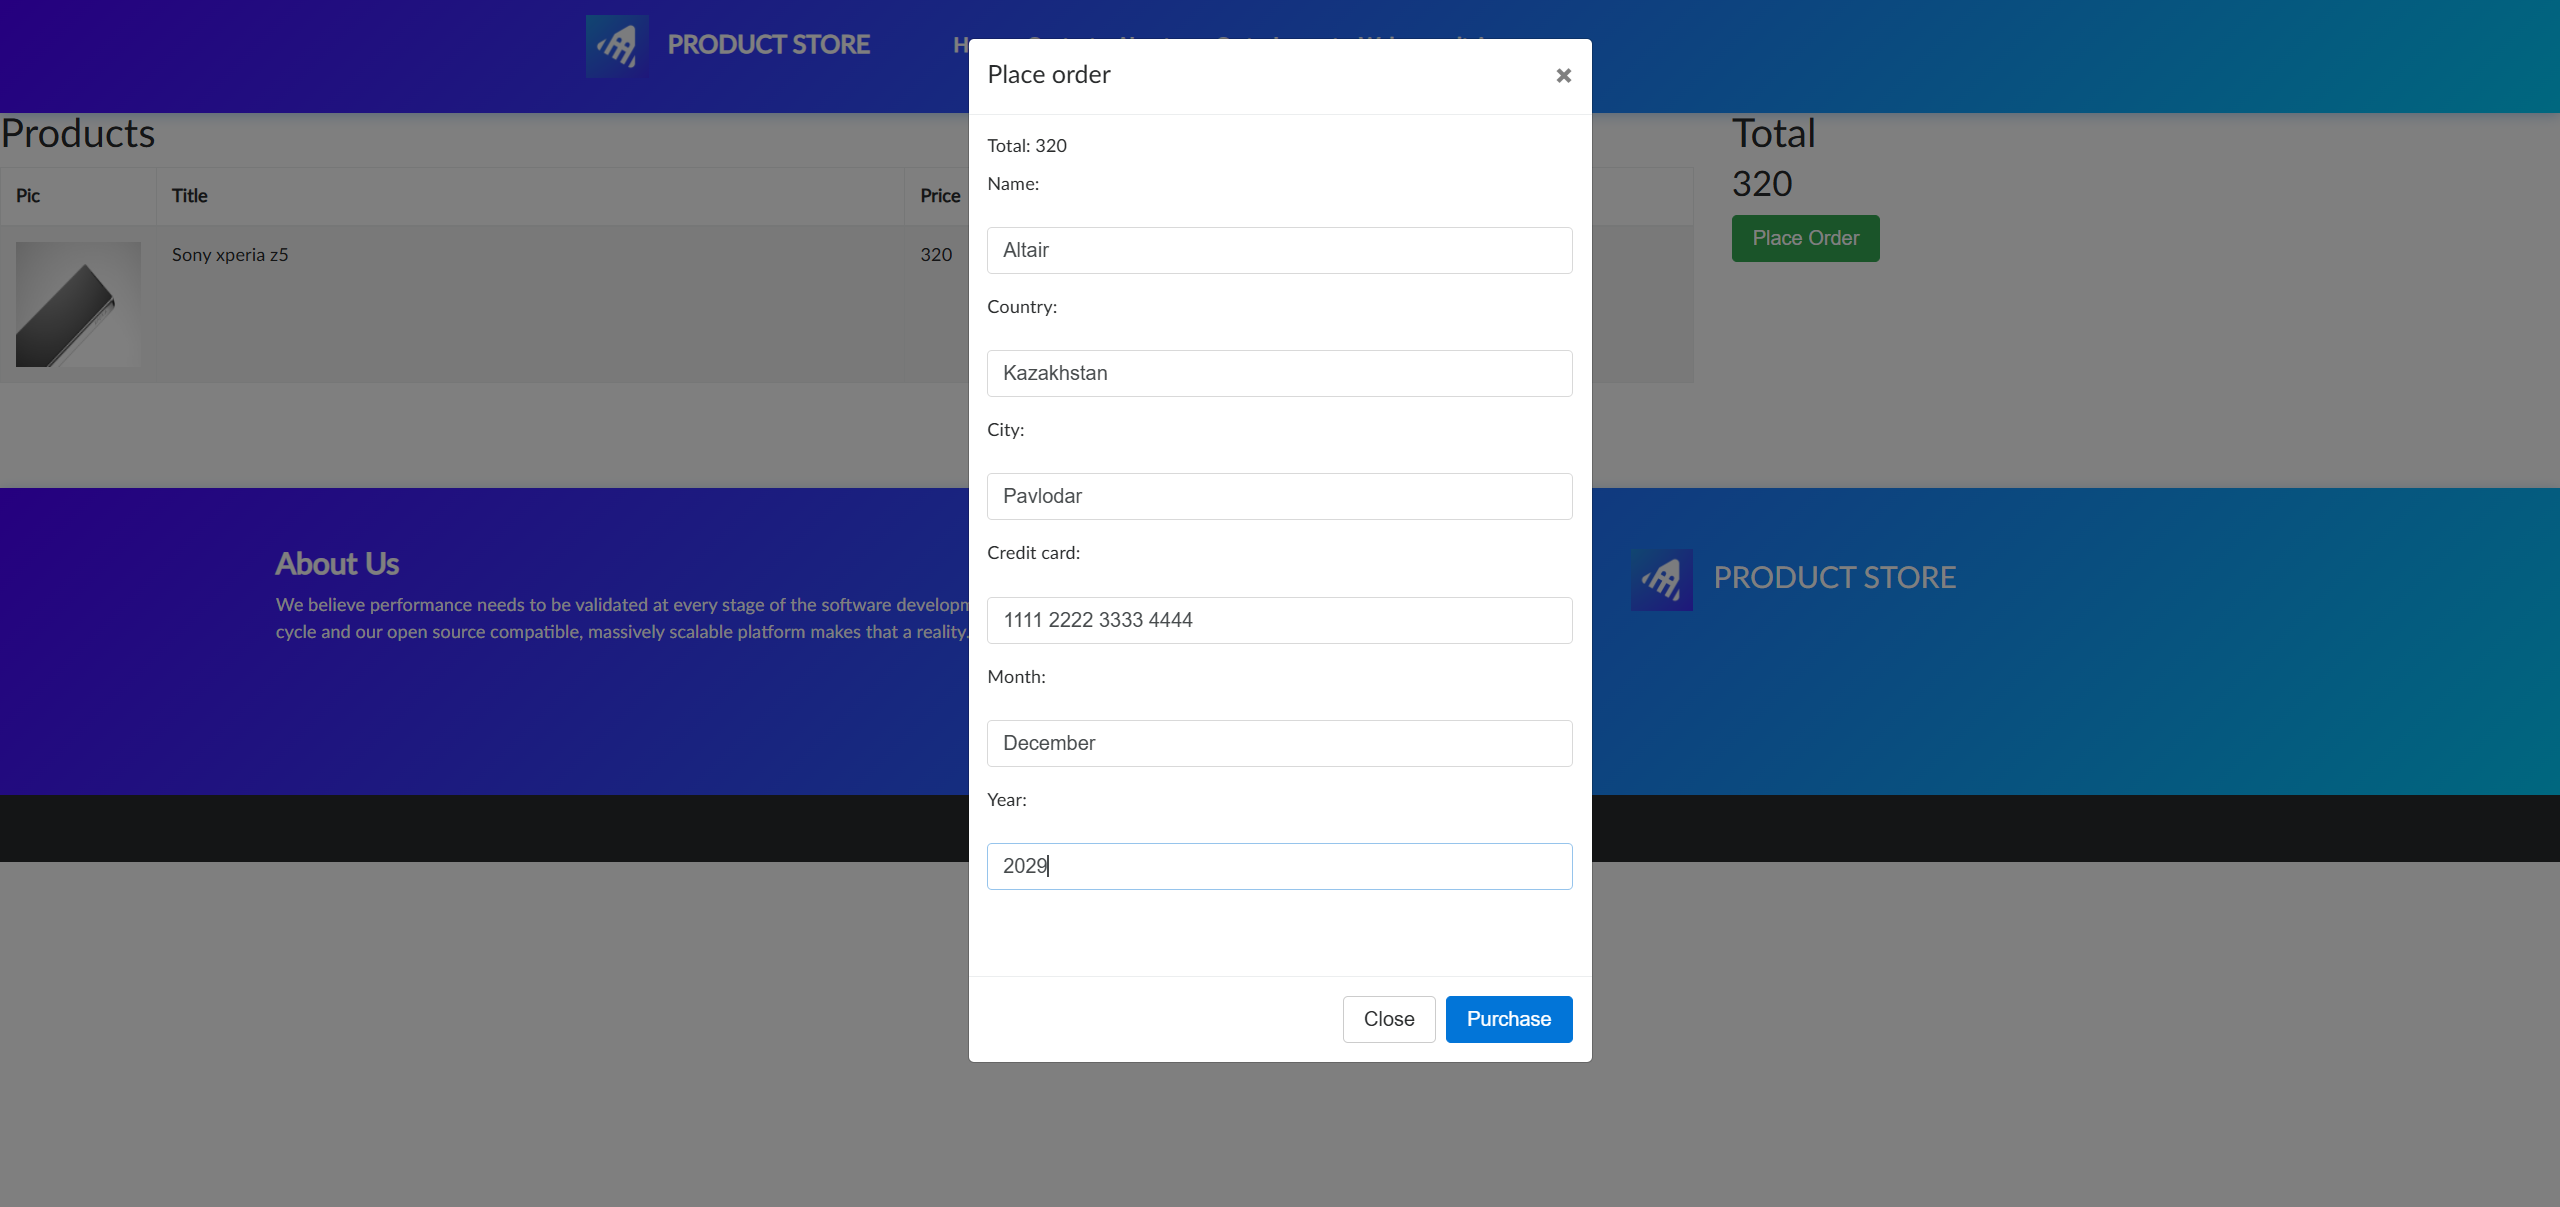 PRODUCT STORE
Place order
Total: 320
Name:
Altair
Country:
Kazakhstan
City:
Pavlodar
Credit card:
1111 2222 3333 4444
Month:
December
Year:
2029
Close Purchase
Products
Pic Title Price
Sony xperia z5 320
Total
320
Place Order
About Us
We believe performance needs to be validated at every stage of the software
cycle and our open source compatible, massively scalable platform makes that a reality.
PRODUCT STORE